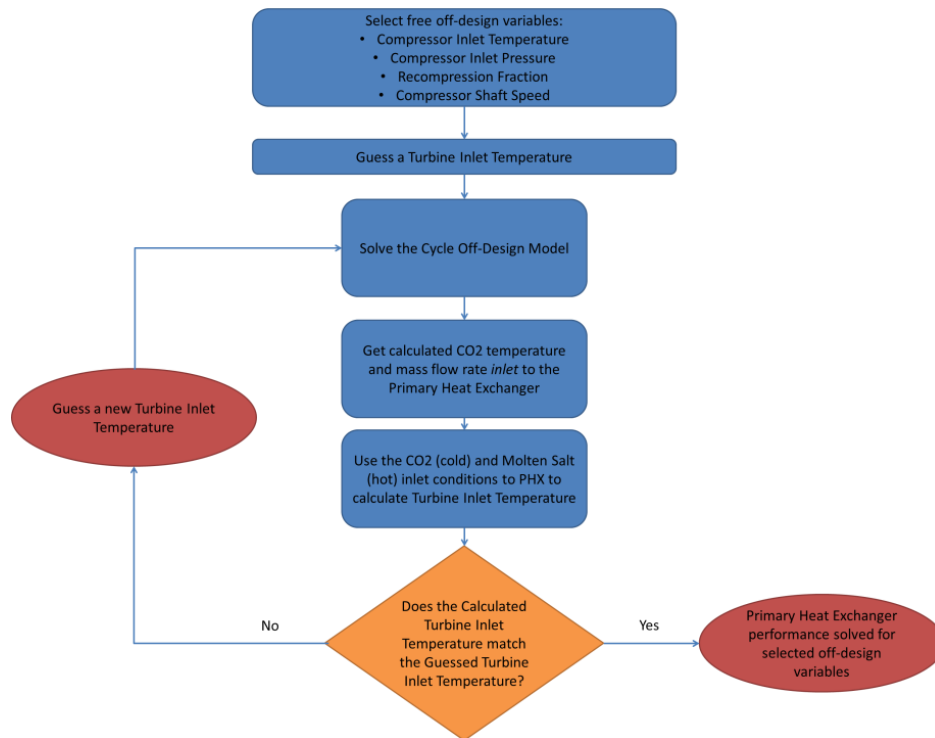 Select free off-design variables:
• Compressor Inlet Temperature
• Compressor Inlet Pressure
• Recompression Fraction
• Compressor Shaft Speed
Guess a Turbine Inlet Temperature
Solve the Cycle Off-Design Model
Get calculated CO2 temperature
and mass flow rate inlet to the
Primary Heat Exchanger
Guess a new Turbine Inlet
Temperature
Use the CO2 (cold) and Molten Salt
(hot) inlet conditions to PHX to
calculate Turbine Inlet Temperature
Does the Calculated
Turbine Inlet
Temperature match
the Guessed Turbine
Inlet Temperature?
No
Yes
Primary Heat Exchanger
performance solved for
selected off-design
variables